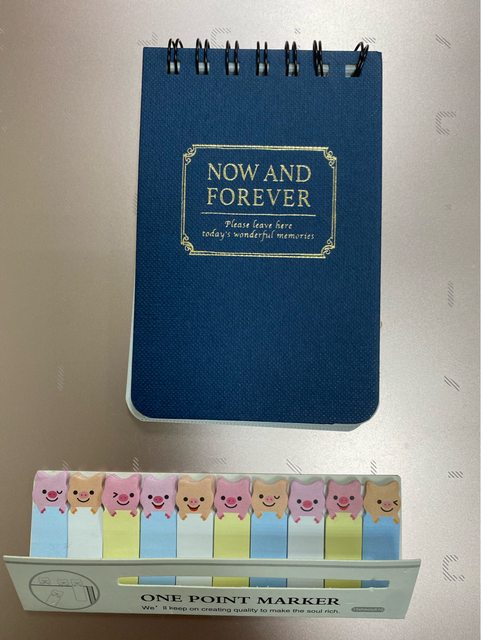 NOW AND
FOREVER
Please leave here
today's wonderful memories
ONE POINT MARKER
We' ll keep on creating quality to make the soul rich.